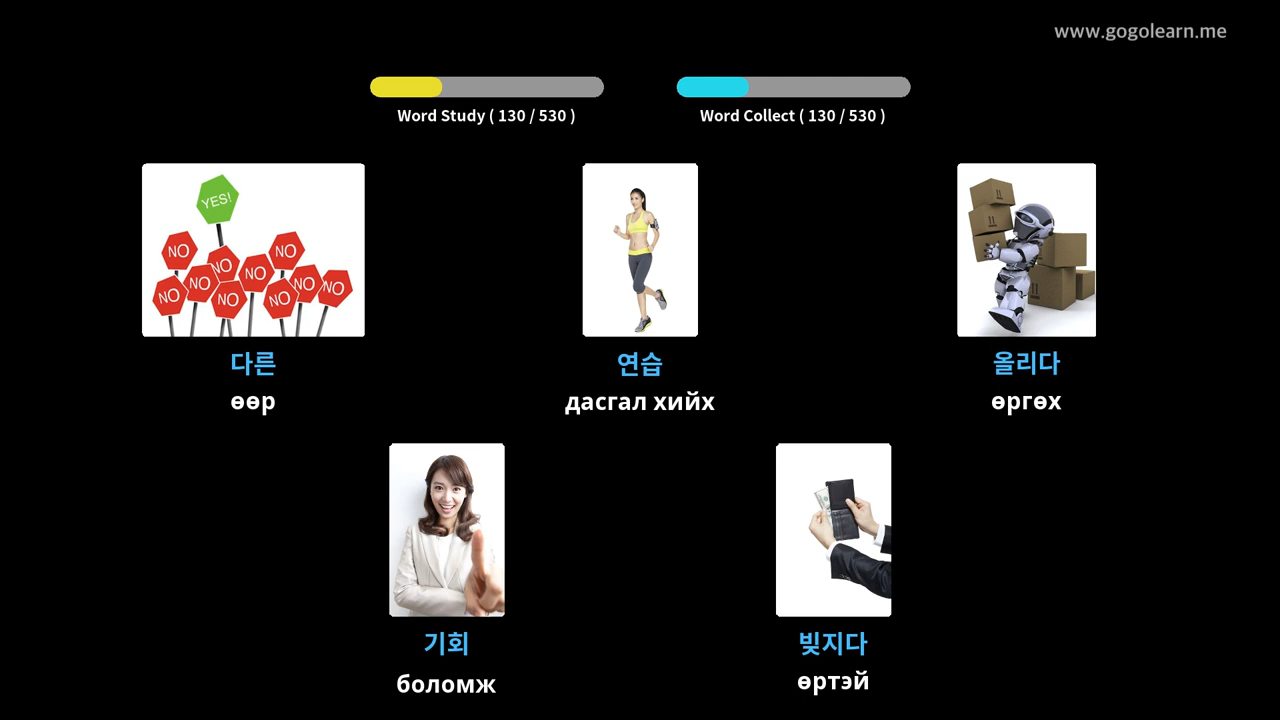 www.gogolearn.me
Word Study ( 130 / 530 )
Word Collect ( 130 / 530 )
YES!
NO
NO
NO
NO
NO
NO
NO
NO
NO
NO
다른
өөр
연습
дасгал хийх
올리다
өргөх
기회
боломж
빚지다
өртэй